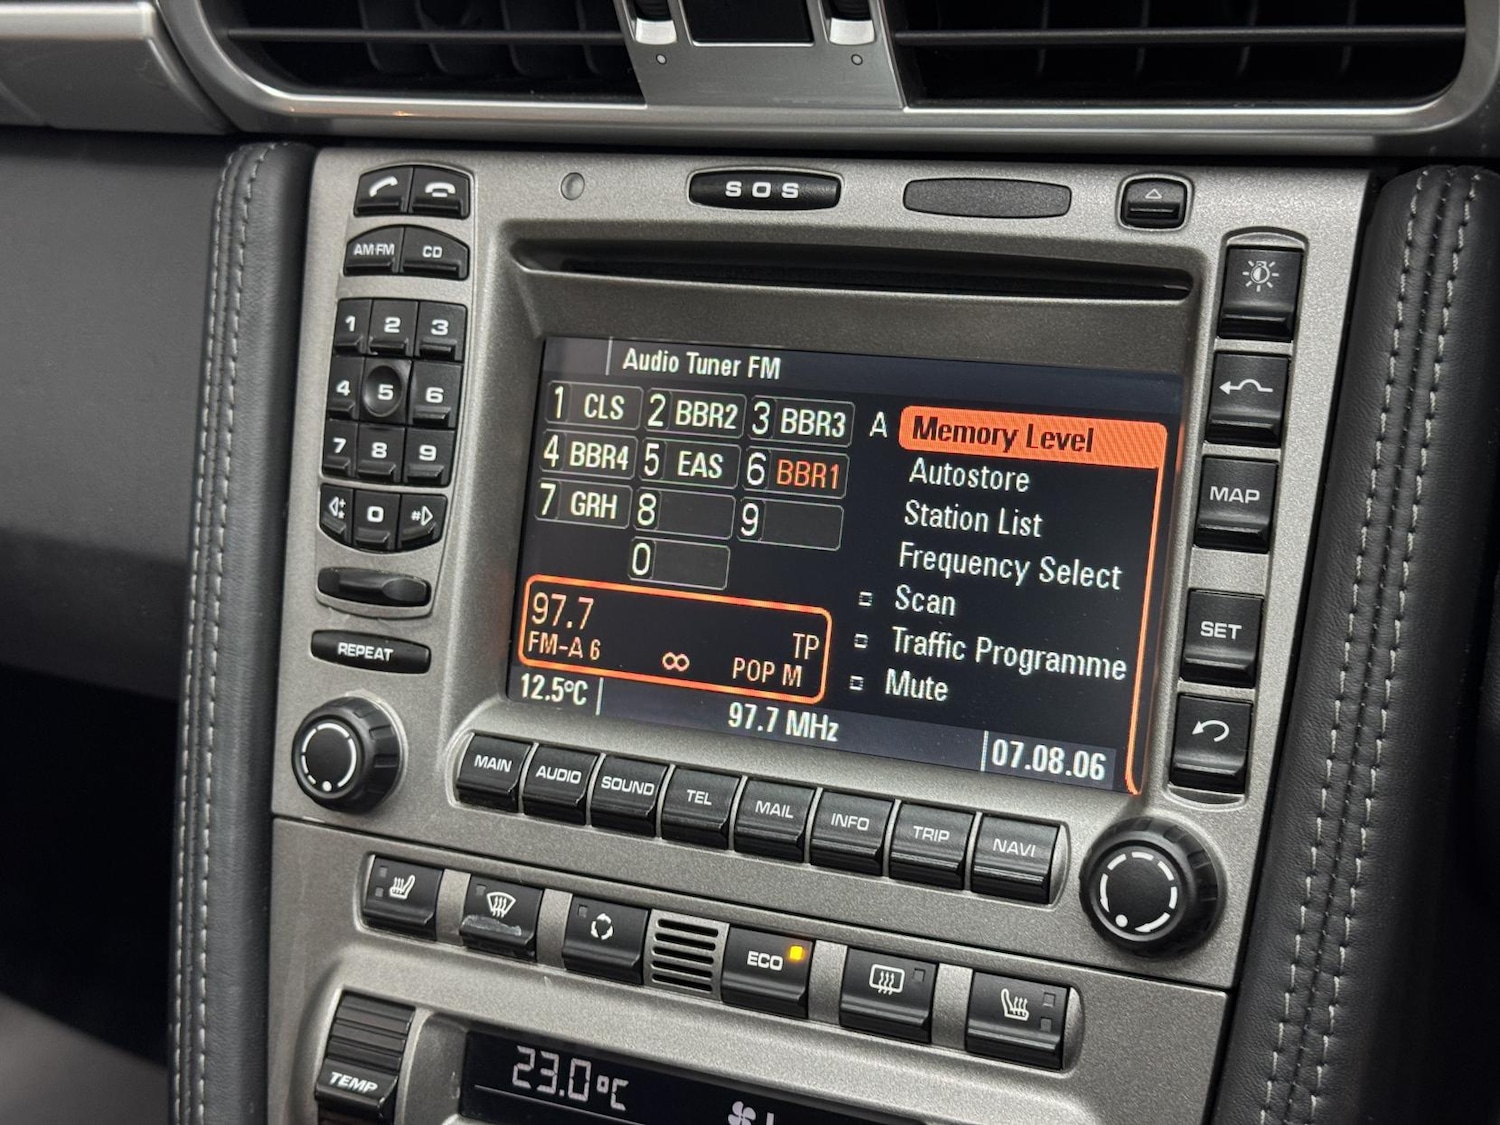 SOS
AM·FM CD
1 2 3
4 5 6
7 8 9
* 0 #
REPEAT
Audio Tuner FM
1 CLS 2 BBR2 3 BBR3
4 BBR4 5 EAS 6 BBR1
7 GRH 8 9
0
A Memory Level
Autostore
Station List
Frequency Select
Scan
Traffic Programme
Mute
97.7
FM-A 6 ∞ TP
POP M
12.5°C 97.7 MHz 07.08.06
MAP
SET
MAIN AUDIO SOUND TEL MAIL INFO TRIP NAVI
ECO
TEMP
23.0°C